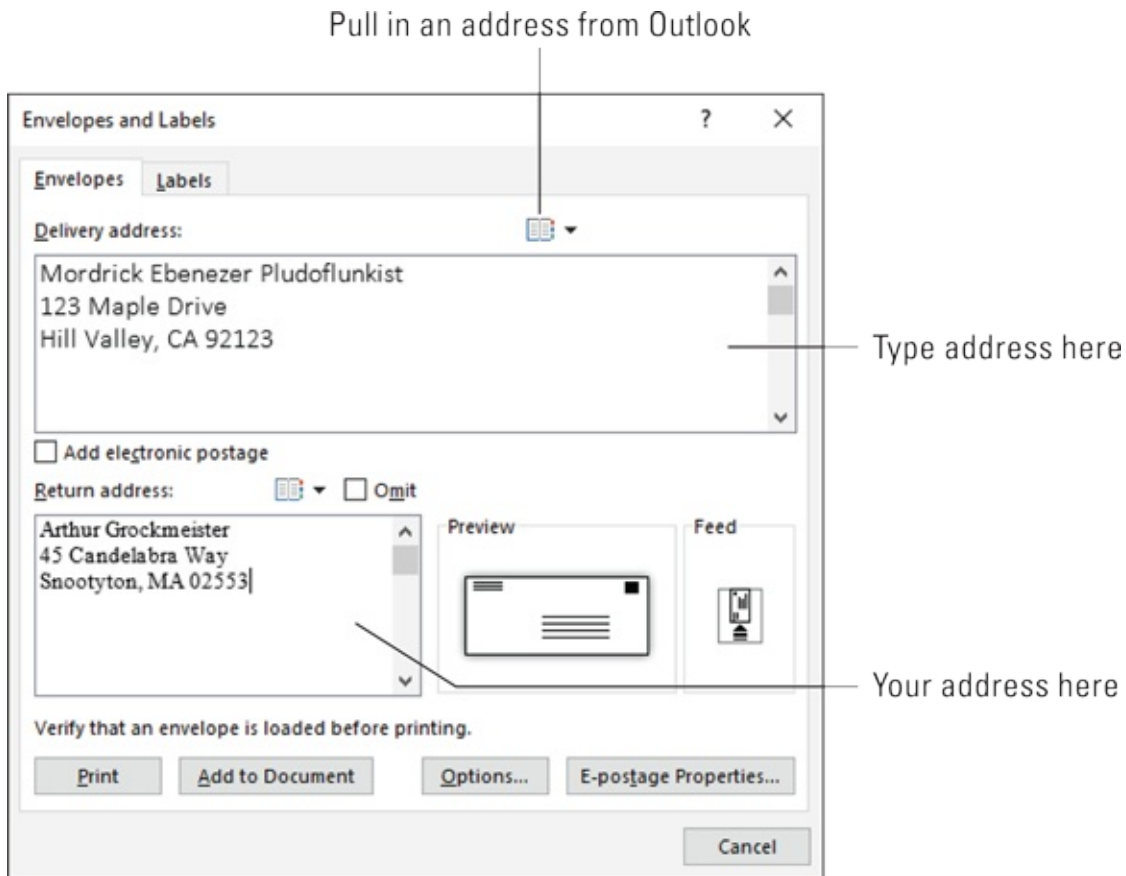 Pull in an address from Outlook
Envelopes and Labels ?
Envelopes Labels
Delivery address:
Mordrick Ebenezer Pludoflunkist
123 Maple Drive
Hill Valley, CA 92123
Type address here
Add electronic postage
Return address: Omit
Arthur Grockmeister
45 Candelabra Way
Snootyton, MA 02553
Preview
Feed
Your address here
Verify that an envelope is loaded before printing.
Print Add to Document Options... E-postage Properties...
Cancel